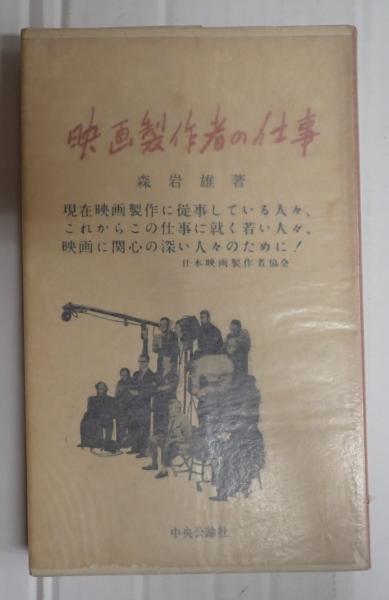 映画製作者の仕事
森岩雄著
現在映画製作に従事している人々、
これからこの仕事に就く若い人々、
映画に関心の深い人々のために！
日本映画製作者協会
中央公論社